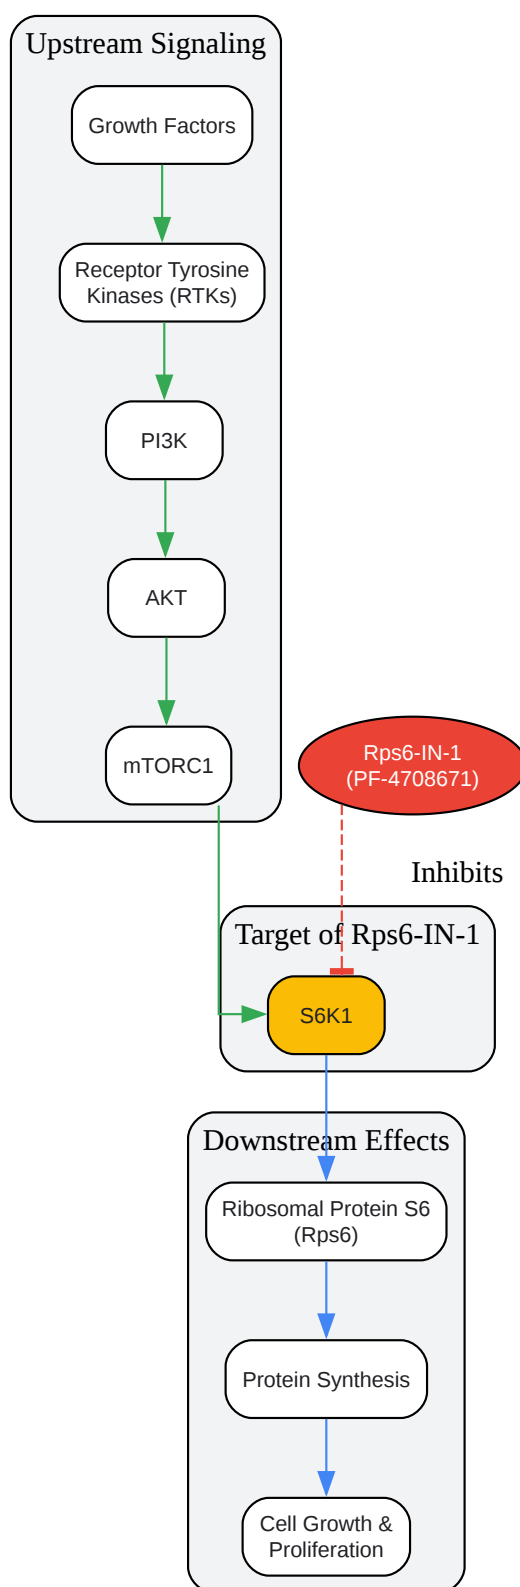 Upstream Signaling
Growth Factors
Receptor Tyrosine
Kinases (RTKs)
PI3K
AKT
mTORC1
Rps6-IN-1
(PF-4708671)
Inhibits
Target of Rps6-IN-1
S6K1
Downstream Effects
Ribosomal Protein S6
(Rps6)
Protein Synthesis
Cell Growth &
Proliferation